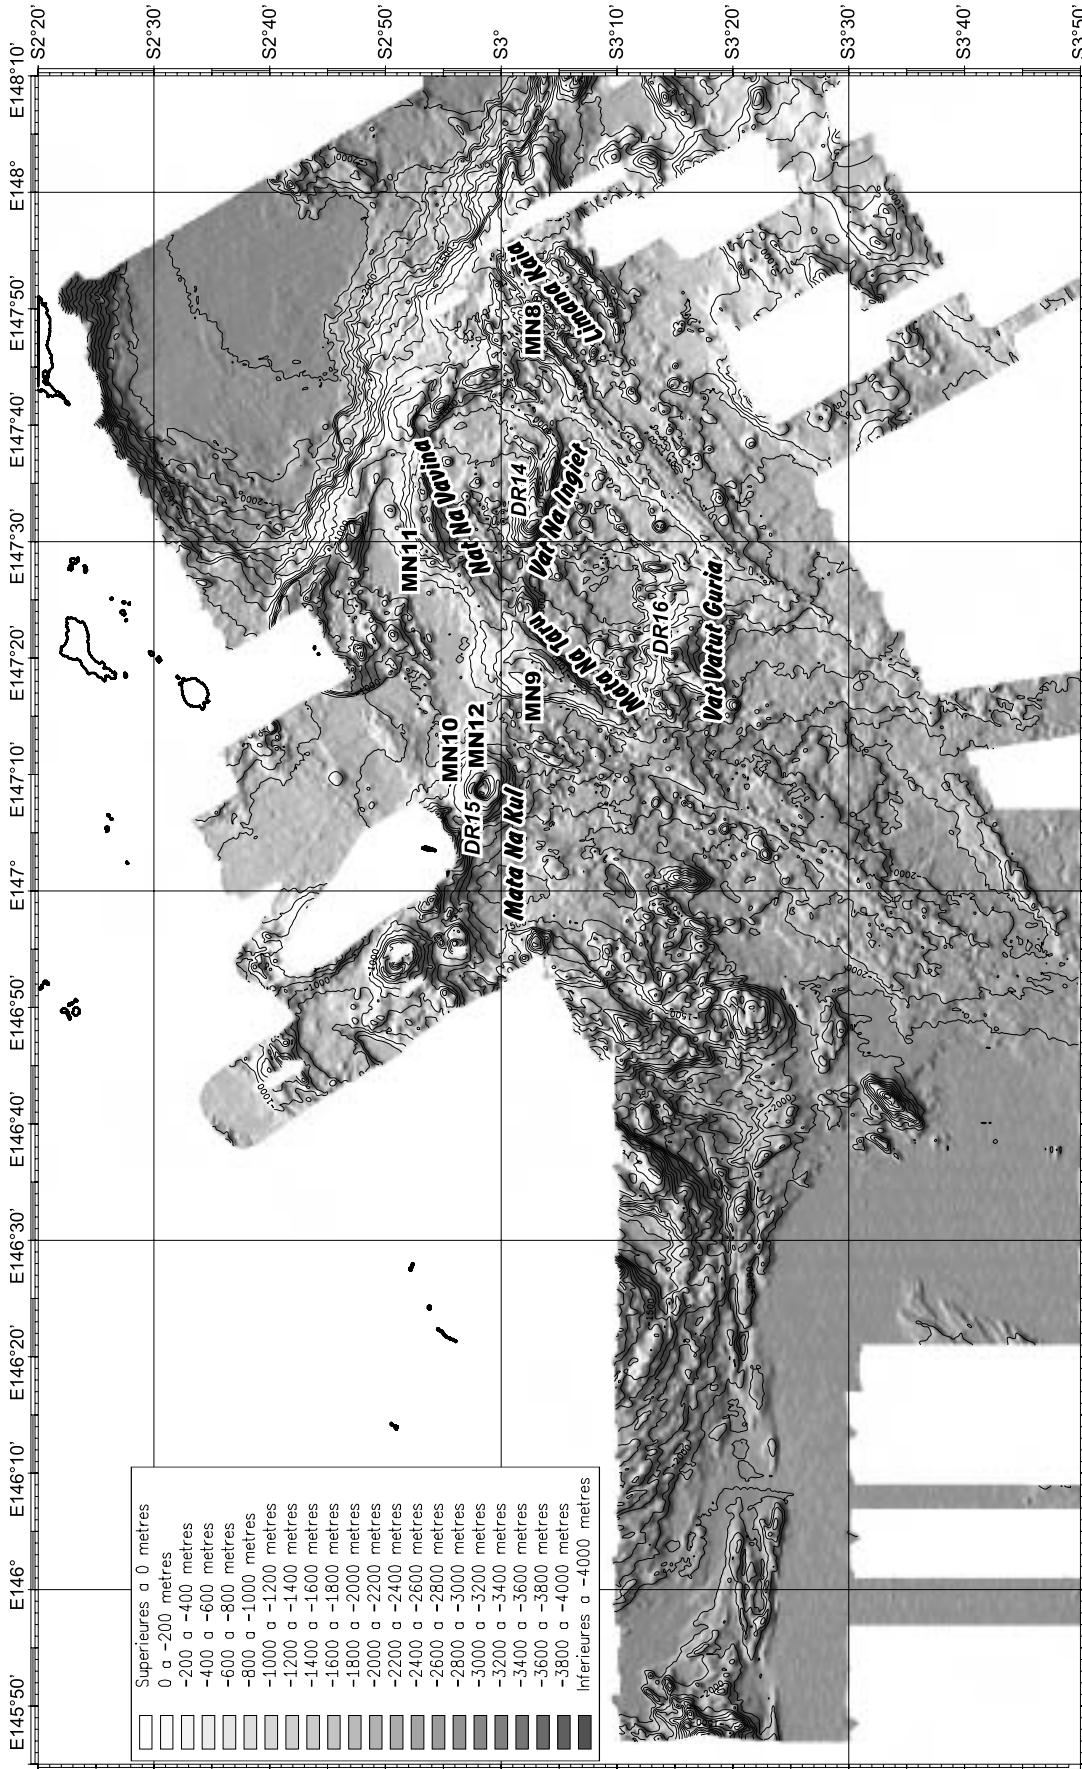 S2°20'
S2°30'
S2°40'
S2°50'
S3°
S3°10'
S3°20'
S3°30'
S3°40'
S3°50'
E148°10'
E148°
E147°50'
E147°40'
E147°30'
E147°20'
E147°10'
E147°
E146°50'
E146°40'
E146°30'
E146°20'
E146°10'
E146°
E145°50'
Limana Kaia
MN8
Nat Na Vavina
DR14
Vat Na Ingiet
MN11
DR16
Vat Vatut Guria
Mata Na Taru
MN9
MN10
MN12
DR15
Mata Na Kul
-2000
-1000
-1500
-2000
-1500
-2000
Superieures a 0 metres
0 a -200 metres
-200 a -400 metres
-400 a -600 metres
-600 a -800 metres
-800 a -1000 metres
-1000 a -1200 metres
-1200 a -1400 metres
-1400 a -1600 metres
-1600 a -1800 metres
-1800 a -2000 metres
-2000 a -2200 metres
-2200 a -2400 metres
-2400 a -2600 metres
-2600 a -2800 metres
-2800 a -3000 metres
-3000 a -3200 metres
-3200 a -3400 metres
-3400 a -3600 metres
-3600 a -3800 metres
-3800 a -4000 metres
Inferieures a -4000 metres